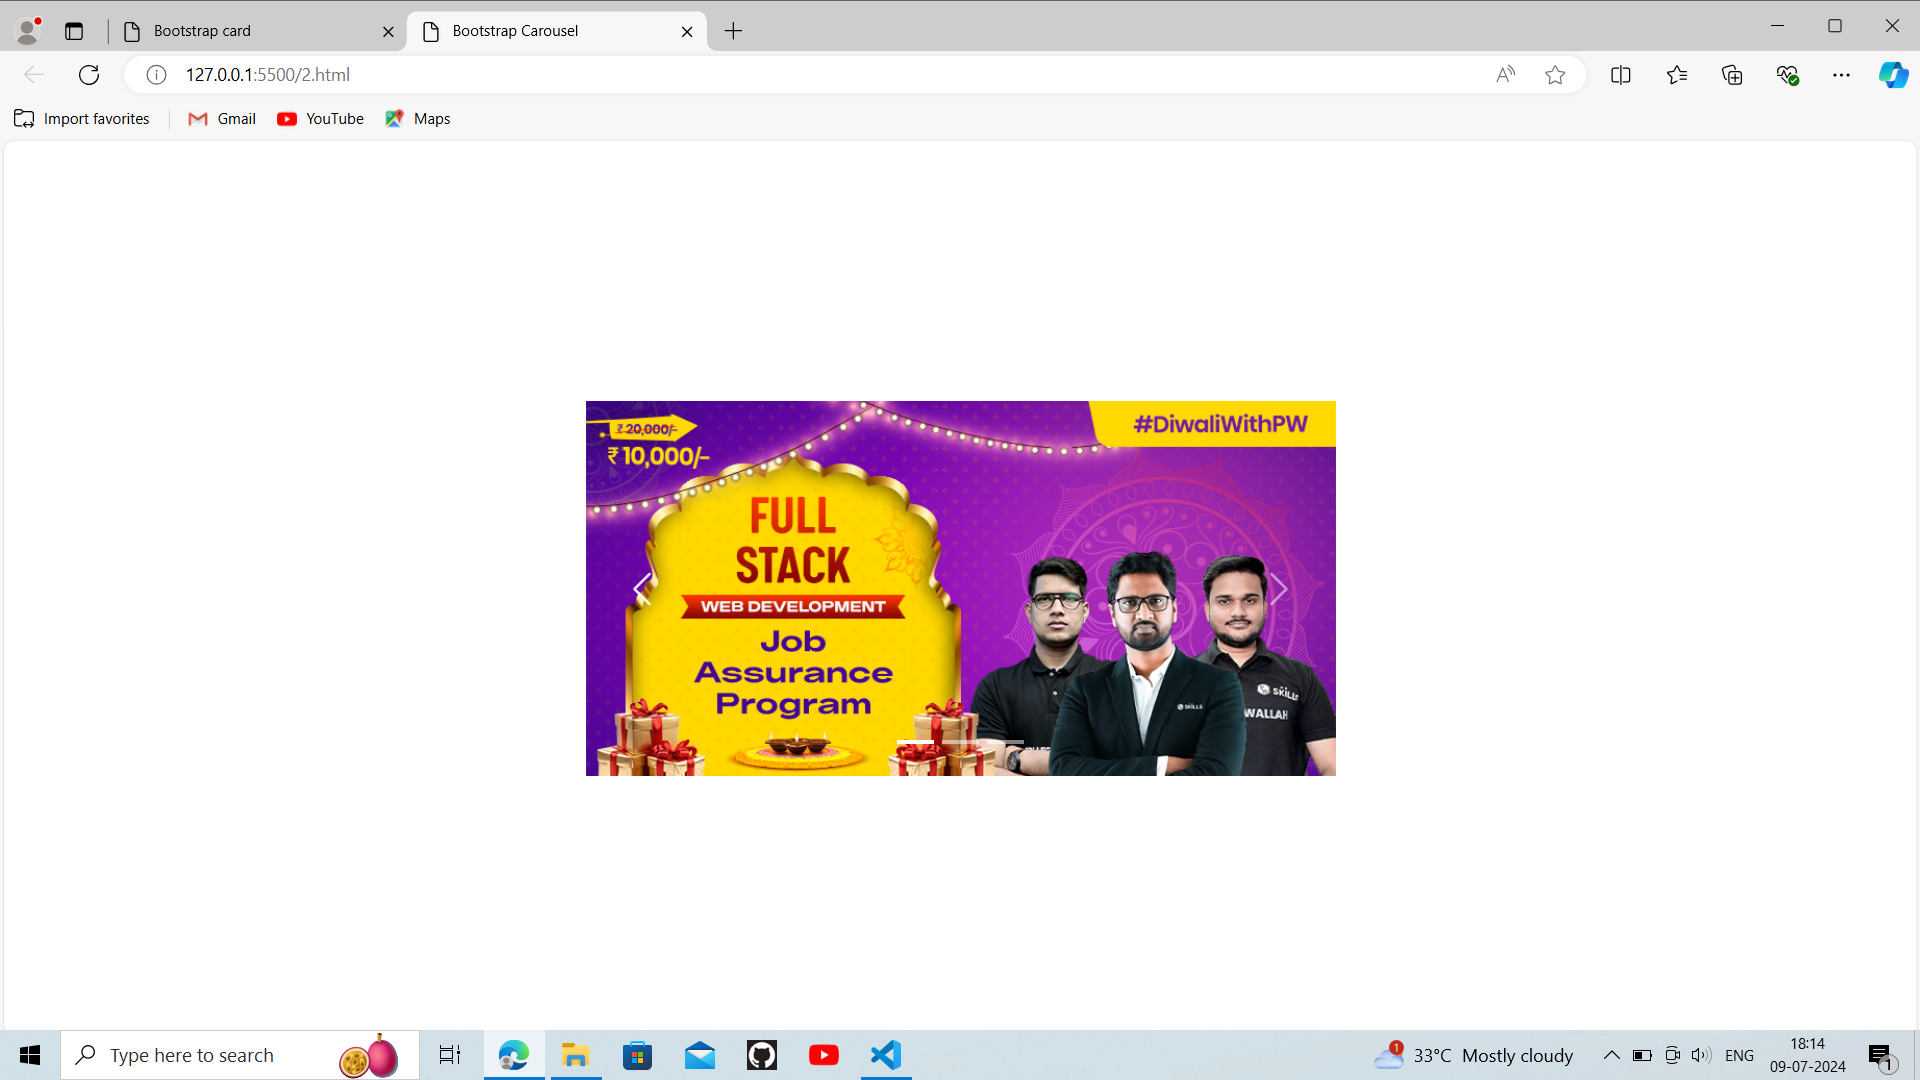 Bootstrap card
Bootstrap Carousel
127.0.0.1:5500/2.html
Import favorites
Gmail
YouTube
Maps
₹ 20,000/-
₹ 10,000/-
#DiwaliWithPW
FULL
STACK
WEB DEVELOPMENT
Job
Assurance
Program
SKILLS
SKILLS
WALLAH
Type here to search
1
33°C Mostly cloudy
ENG
18:14
09-07-2024
1